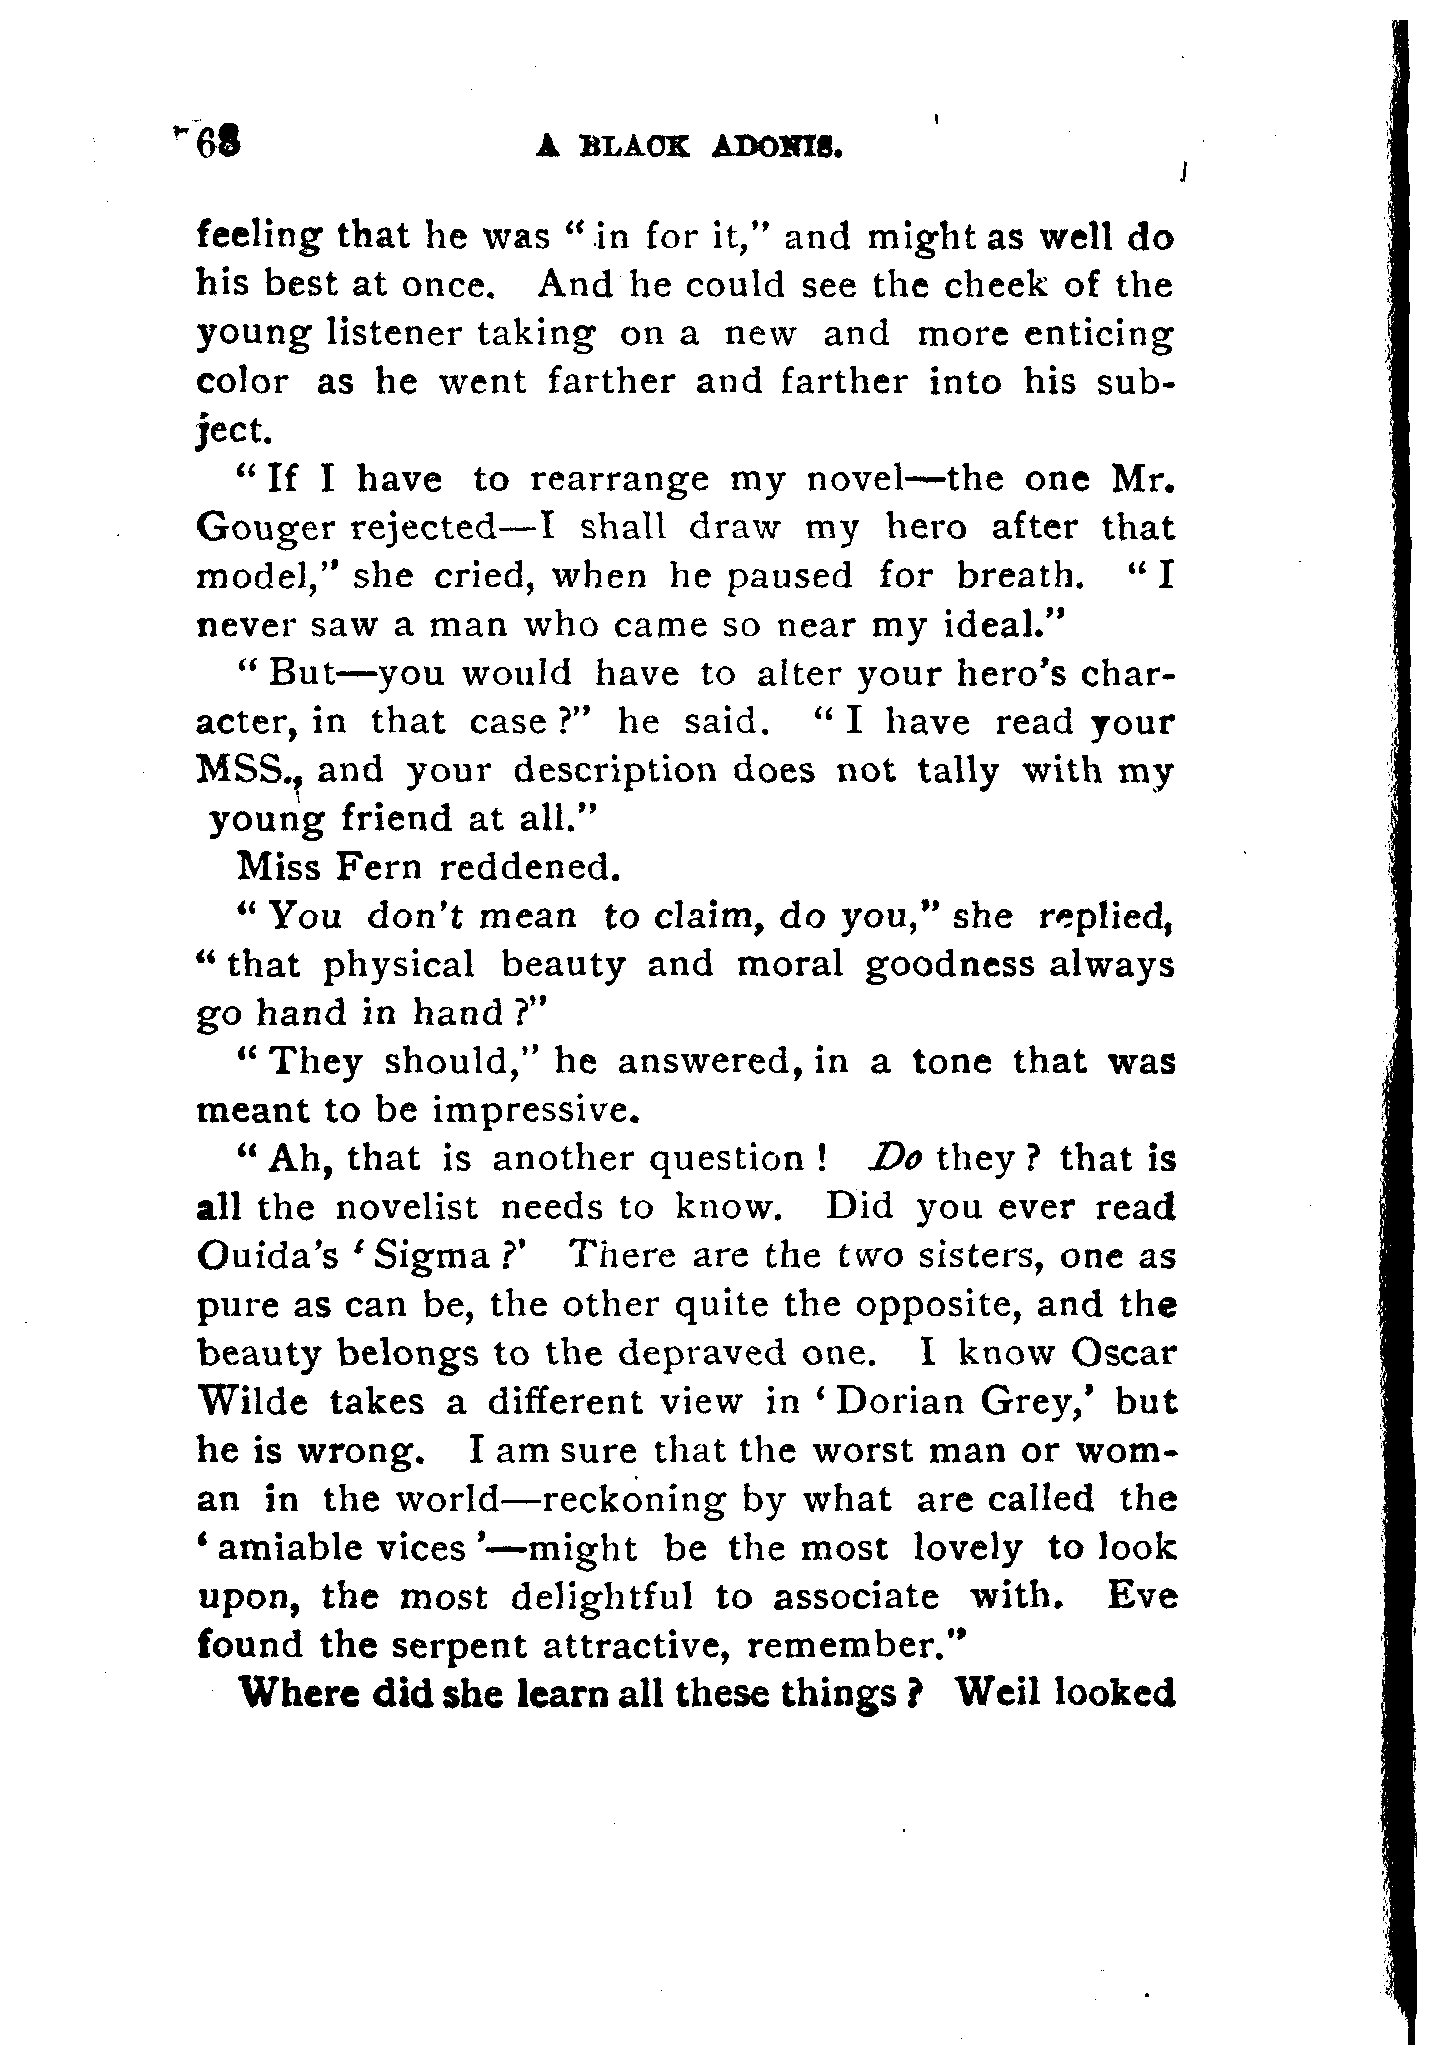 68 A BLACK ADONIS.
feeling that he was “ in for it,” and might as well do
his best at once. And he could see the cheek of the
young listener taking on a new and more enticing
color as he went farther and farther into his sub-
ject.
“ If I have to rearrange my novel—the one Mr.
Gouger rejected—I shall draw my hero after that
model,” she cried, when he paused for breath. “ I
never saw a man who came so near my ideal.”
“ But—you would have to alter your hero’s char-
acter, in that case ?” he said. “ I have read your
MSS., and your description does not tally with my
young friend at all.”
Miss Fern reddened.
“ You don’t mean to claim, do you,” she replied,
“ that physical beauty and moral goodness always
go hand in hand ?”
“ They should,” he answered, in a tone that was
meant to be impressive.
“ Ah, that is another question ! Do they ? that is
all the novelist needs to know. Did you ever read
Ouida’s ‘ Sigma ?’ There are the two sisters, one as
pure as can be, the other quite the opposite, and the
beauty belongs to the depraved one. I know Oscar
Wilde takes a different view in ‘ Dorian Grey,’ but
he is wrong. I am sure that the worst man or wom-
an in the world—reckoning by what are called the
‘ amiable vices ’—might be the most lovely to look
upon, the most delightful to associate with. Eve
found the serpent attractive, remember.”
Where did she learn all these things ? Weil looked